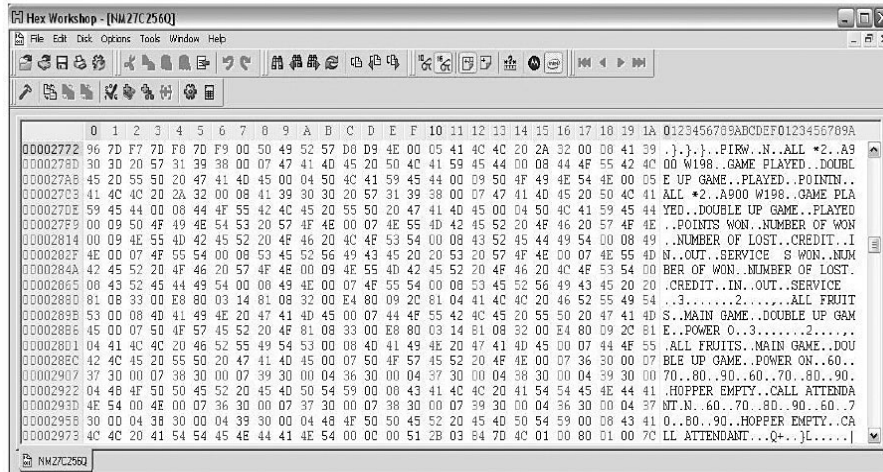 Hex Workshop - [NM27C256Q]
File Edit Disk Options Tools Window Help
0 1 2 3 4 5 6 7 8 9 A B C D E F 10 11 12 13 14 15 16 17 18 19 1A 0123456789ABCDEF0123456789A
00002772 96 7D F7 7D F8 7D F9 00 50 49 52 57 D8 D9 4E 00 05 41 4C 4C 20 2A 32 00 08 41 39 .}.}.}..PIRW..N..ALL *2..A9
0000278D 30 30 20 57 31 39 38 00 07 47 41 4D 45 20 50 4C 41 59 45 44 00 08 44 4F 55 42 4C 00 W198..GAME PLAYED..DOUBL
000027A8 45 20 55 50 20 47 41 4D 45 00 04 50 4C 41 59 45 44 00 09 50 4F 49 4E 54 4E 00 05 E UP GAME..PLAYED..POINTN..
000027C3 41 4C 4C 20 2A 32 00 08 41 39 30 30 20 57 31 39 38 00 07 47 41 4D 45 20 50 4C 41 ALL *2..A900 W198..GAME PLA
000027DE 59 45 44 00 08 44 4F 55 42 4C 45 20 55 50 20 47 41 4D 45 00 04 50 4C 41 59 45 44 YED..DOUBLE UP GAME..PLAYED
000027F9 00 09 50 4F 49 4E 54 53 20 57 4F 4E 00 07 4E 55 4D 42 45 52 20 4F 46 20 57 4F 4E ..POINTS WON..NUMBER OF WON
00002814 00 09 4E 55 4D 42 45 52 20 4F 46 20 4C 4F 53 54 00 08 43 52 45 44 49 54 00 08 49 ..NUMBER OF LOST..CREDIT..I
0000282F 4E 00 07 4F 55 54 00 08 53 45 52 56 49 43 45 20 20 53 20 57 4F 4E 00 07 4E 55 4D N..OUT..SERVICE  S WON..NUM
0000284A 42 45 52 20 4F 46 20 57 4F 4E 00 09 4E 55 4D 42 45 52 20 4F 46 20 4C 4F 53 54 00 BER OF WON..NUMBER OF LOST.
00002865 08 43 52 45 44 49 54 00 08 49 4E 00 07 4F 55 54 00 08 53 45 52 56 49 43 45 20 20 .CREDIT..IN..OUT..SERVICE
00002880 81 08 33 00 E8 80 03 14 81 08 32 00 E4 80 09 2C 81 04 41 4C 4C 20 46 52 55 49 54 ..3.......2....,..ALL FRUIT
0000289B 53 00 08 4D 41 49 4E 20 47 41 4D 45 00 07 44 4F 55 42 4C 45 20 55 50 20 47 41 4D S..MAIN GAME..DOUBLE UP GAM
000028B6 45 00 07 50 4F 57 45 52 20 4F 81 08 33 00 E8 80 03 14 81 08 32 00 E4 80 09 2C 81 E..POWER O..3.......2....,.
000028D1 04 41 4C 4C 20 46 52 55 49 54 53 00 08 4D 41 49 4E 20 47 41 4D 45 00 07 44 4F 55 .ALL FRUITS..MAIN GAME..DOU
000028EC 42 4C 45 20 55 50 20 47 41 4D 45 00 07 50 4F 57 45 52 20 4F 4E 00 07 36 30 00 07 BLE UP GAME..POWER ON..60..
00002907 37 30 00 07 38 30 00 07 39 30 00 04 36 30 00 04 37 30 00 04 38 30 00 04 39 30 00 70..80..90..60..70..80..90.
00002922 04 48 4F 50 50 45 52 20 45 4D 50 54 59 00 08 43 41 4C 4C 20 41 54 54 45 4E 44 41 .HOPPER EMPTY..CALL ATTENDA
0000293D 4E 54 00 4E 00 07 36 30 00 07 37 30 00 07 38 30 00 07 39 30 00 04 36 30 00 04 37 NT.N..60..70..80..90..60..7
00002958 30 00 04 38 30 00 04 39 30 00 04 48 4F 50 50 45 52 20 45 4D 50 54 59 00 08 43 41 0..80..90..HOPPER EMPTY..CA
00002973 4C 4C 20 41 54 54 45 4E 44 41 4E 54 00 0C 00 51 2B 03 84 7D 4C 01 00 80 01 00 7C LL ATTENDANT...Q+..}L.....|
NM27C256Q